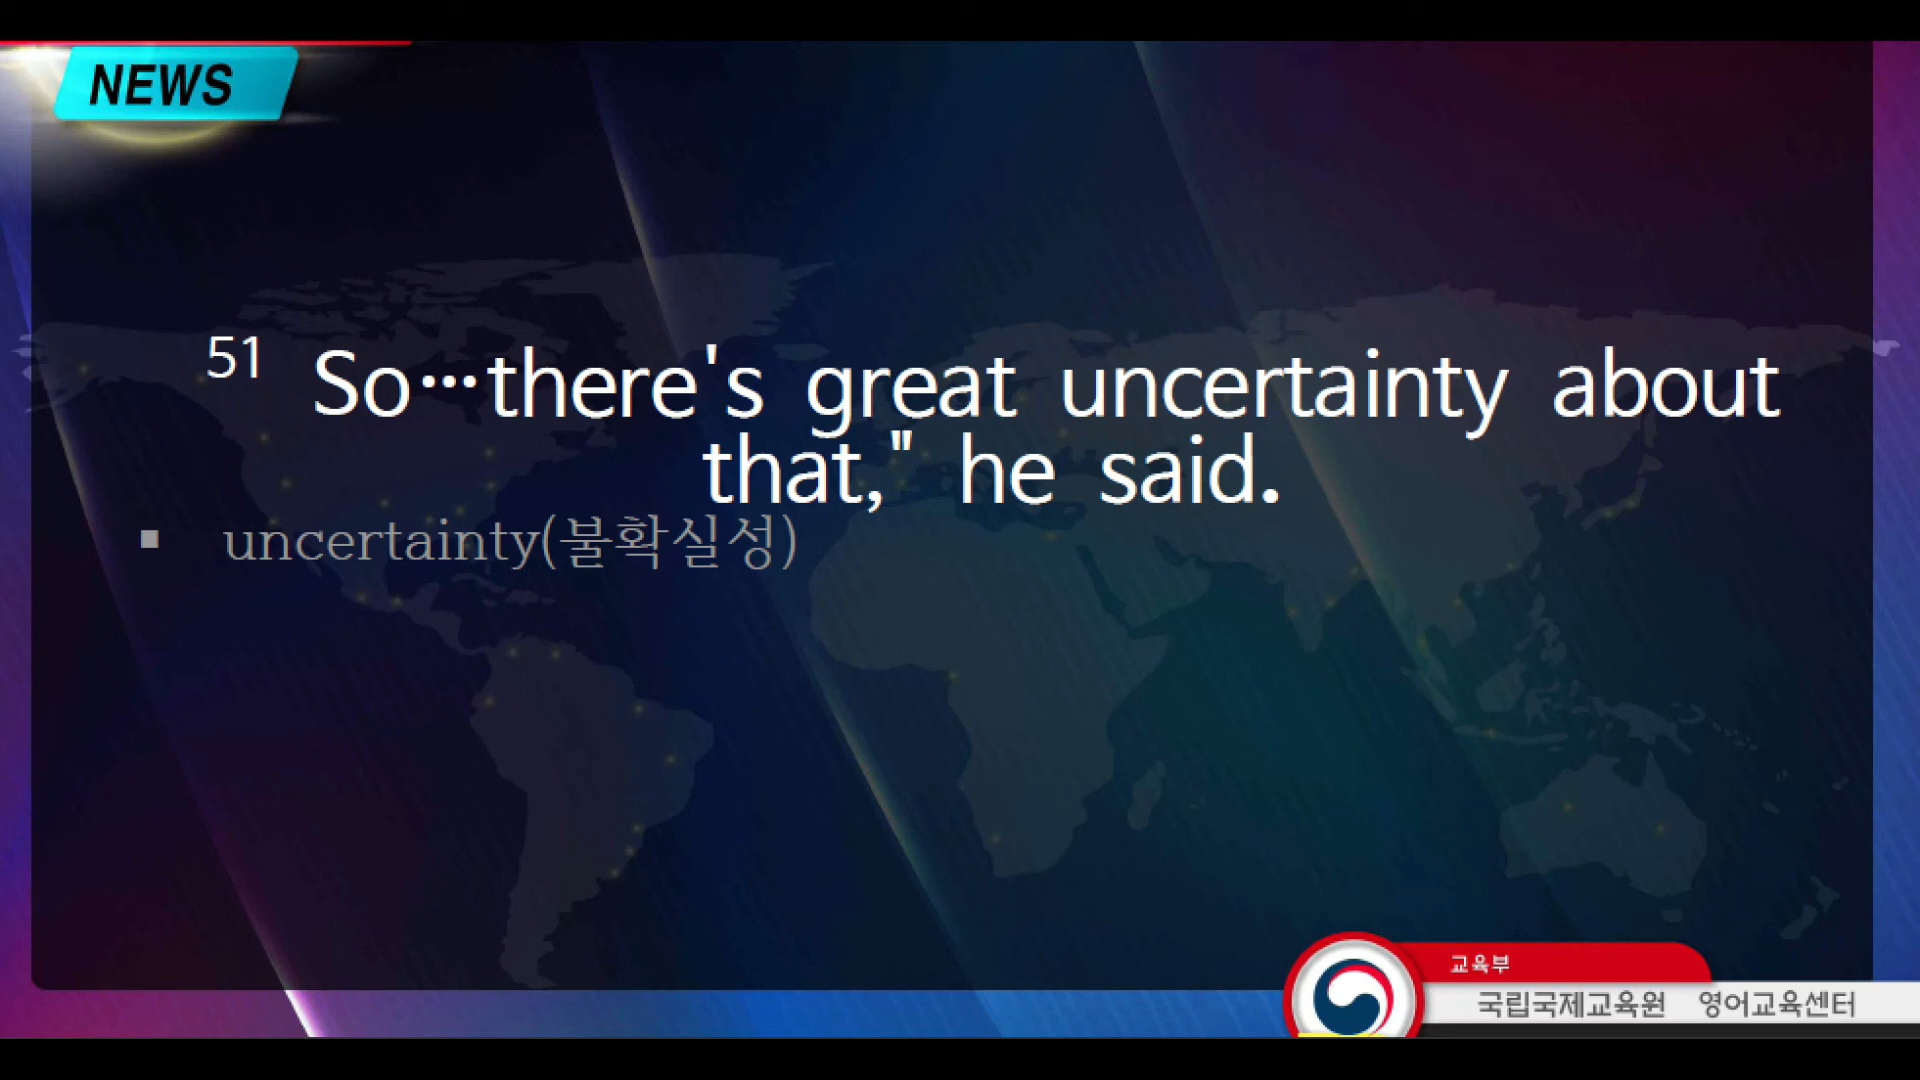 NEWS
51 So⋯there's great uncertainty about
that," he said.
▪ uncertainty(불확실성)
교육부
국립국제교육원 영어교육센터